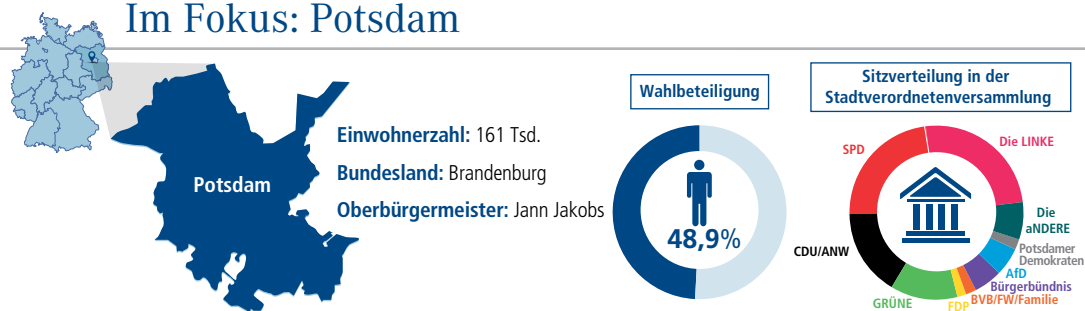 Im Fokus: Potsdam
Potsdam
Einwohnerzahl: 161 Tsd.
Bundesland: Brandenburg
Oberbürgermeister: Jann Jakobs
Wahlbeteiligung
48,9%
Sitzverteilung in der
Stadtverordnetenversammlung
SPD
Die LINKE
Die
aNDERE
Potsdamer
Demokraten
AfD
Bürgerbündnis
BVB/FW/Familie
FDP
GRÜNE
CDU/ANW